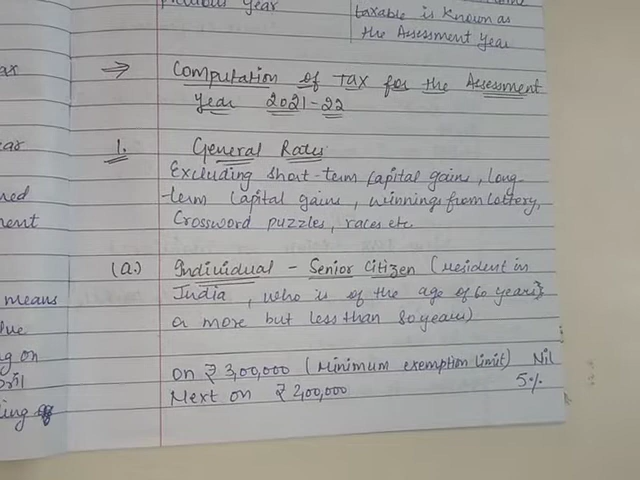 Year
taxable is known as
the Assessment Year
⇒ Computation of Tax for the Assessment
Year 2021-22
1. General Rates
Excluding short-term capital gains, long-
term capital gains, winnings from lottery,
Crossword puzzles, races etc.
(a.) Individual - Senior Citizen (resident in
India, who is of the age of 60 years
or more but less than 80 years)
means
on ₹ 3,00,000 (Minimum exemption limit) Nil
Next on ₹ 2,00,000 5%